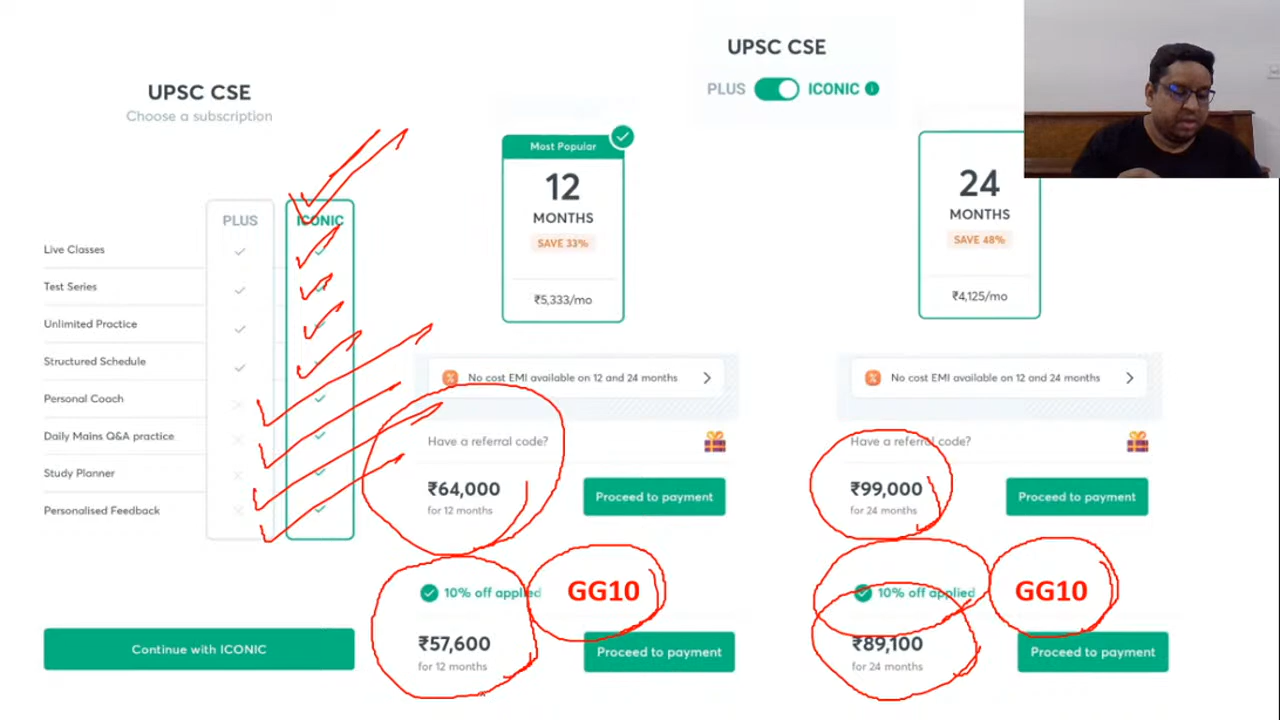 UPSC CSE
Choose a subscription
PLUS
ICONIC
Live Classes
Test Series
Unlimited Practice
Structured Schedule
Personal Coach
Daily Mains Q&A practice
Study Planner
Personalised Feedback
Continue with ICONIC
UPSC CSE
PLUS ICONIC
Most Popular
12
MONTHS
SAVE 33%
₹5,333/mo
No cost EMI available on 12 and 24 months
Have a referral code?
₹64,000
for 12 months
Proceed to payment
10% off applied
GG10
₹57,600
for 12 months
Proceed to payment
24
MONTHS
SAVE 48%
₹4,125/mo
No cost EMI available on 12 and 24 months
Have a referral code?
₹99,000
for 24 months
Proceed to payment
10% off applied
GG10
₹89,100
for 24 months
Proceed to payment